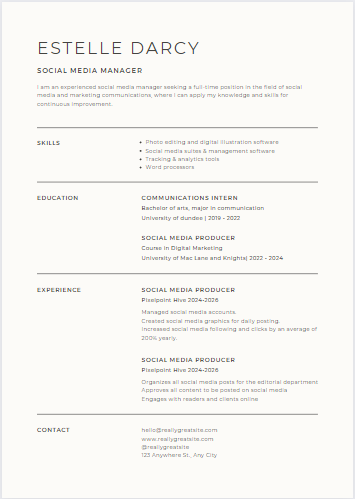 ESTELLE DARCY
SOCIAL MEDIA MANAGER
I am an experienced social media manager seeking a full-time position in the field of social
media and marketing communications, where I can apply my knowledge and skills for
continuous improvement.
SKILLS
• Photo editing and digital illustration software
• Social media suites & management software
• Tracking & analytics tools
• Word processors
EDUCATION
COMMUNICATIONS INTERN
Bachelor of arts, major in communication
University of dundee | 2019 - 2022
SOCIAL MEDIA PRODUCER
Course in Digital Marketing
University of Mac Lane and Knights| 2022 - 2024
EXPERIENCE
SOCIAL MEDIA PRODUCER
Pixelpoint Hive 2024-2026
Managed social media accounts.
Created social media graphics for daily posting.
Increased social media following and clicks by an average of
200% yearly.
SOCIAL MEDIA PRODUCER
Pixelpoint Hive 2024-2026
Organizes all social media posts for the editorial department
Approves all content to be posted on social media
Engages with readers and clients online
CONTACT
hello@reallygreatsite.com
www.reallygreatsite.com
@reallygreatsite
123 Anywhere St., Any City